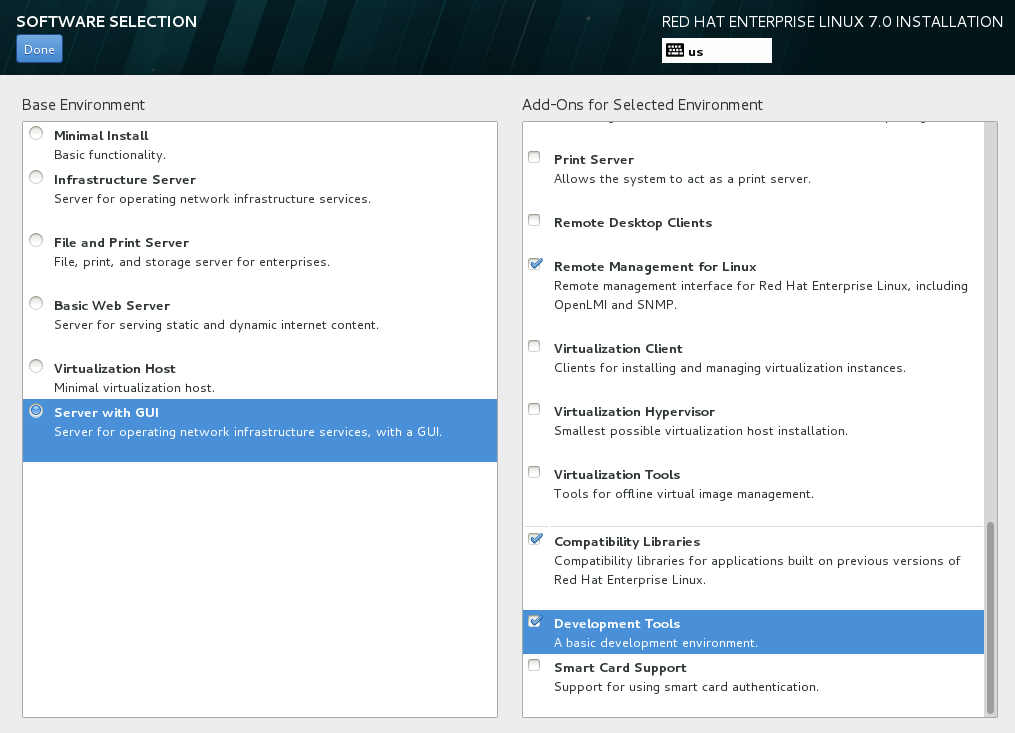 SOFTWARE SELECTION
Done
RED HAT ENTERPRISE LINUX 7.0 INSTALLATION
us
Base Environment
Minimal Install
Basic functionality.
Infrastructure Server
Server for operating network infrastructure services.
File and Print Server
File, print, and storage server for enterprises.
Basic Web Server
Server for serving static and dynamic internet content.
Virtualization Host
Minimal virtualization host.
Server with GUI
Server for operating network infrastructure services, with a GUI.
Add-Ons for Selected Environment
Print Server
Allows the system to act as a print server.
Remote Desktop Clients
Remote Management for Linux
Remote management interface for Red Hat Enterprise Linux, including
OpenLMI and SNMP.
Virtualization Client
Clients for installing and managing virtualization instances.
Virtualization Hypervisor
Smallest possible virtualization host installation.
Virtualization Tools
Tools for offline virtual image management.
Compatibility Libraries
Compatibility libraries for applications built on previous versions of
Red Hat Enterprise Linux.
Development Tools
A basic development environment.
Smart Card Support
Support for using smart card authentication.